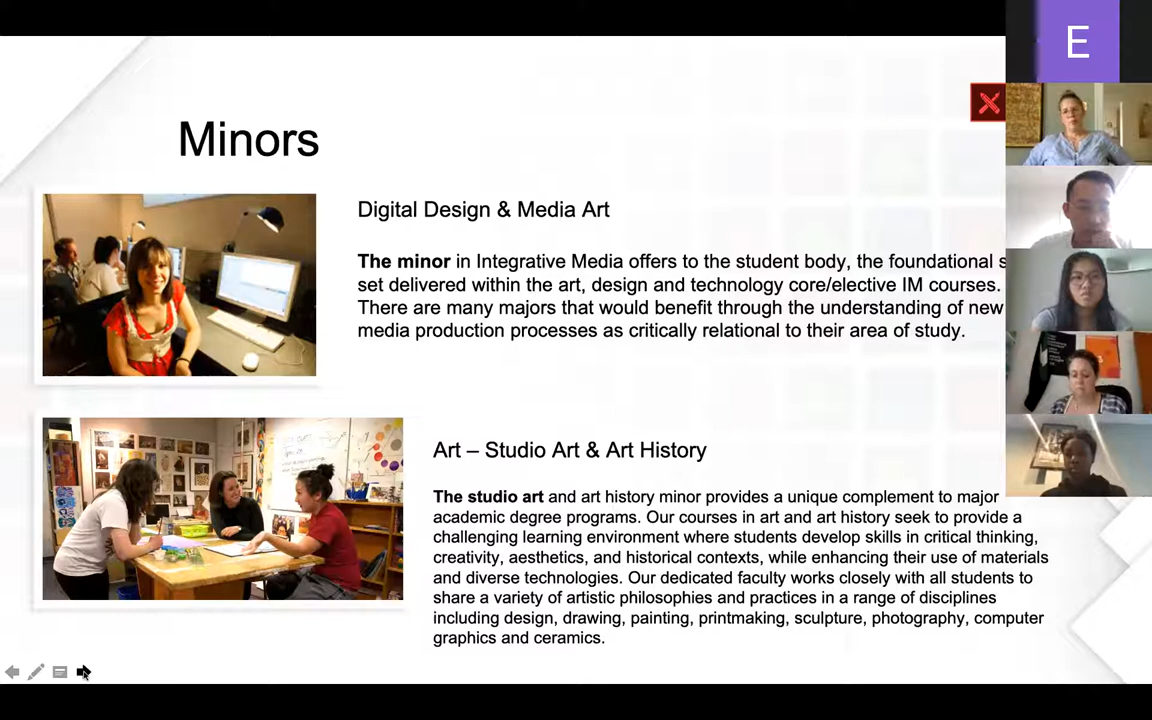 E
Minors
Digital Design & Media Art
The minor in Integrative Media offers to the student body, the foundational s
set delivered within the art, design and technology core/elective IM courses.
There are many majors that would benefit through the understanding of new
media production processes as critically relational to their area of study.
Art – Studio Art & Art History
The studio art and art history minor provides a unique complement to major
academic degree programs. Our courses in art and art history seek to provide a
challenging learning environment where students develop skills in critical thinking,
creativity, aesthetics, and historical contexts, while enhancing their use of materials
and diverse technologies. Our dedicated faculty works closely with all students to
share a variety of artistic philosophies and practices in a range of disciplines
including design, drawing, painting, printmaking, sculpture, photography, computer
graphics and ceramics.